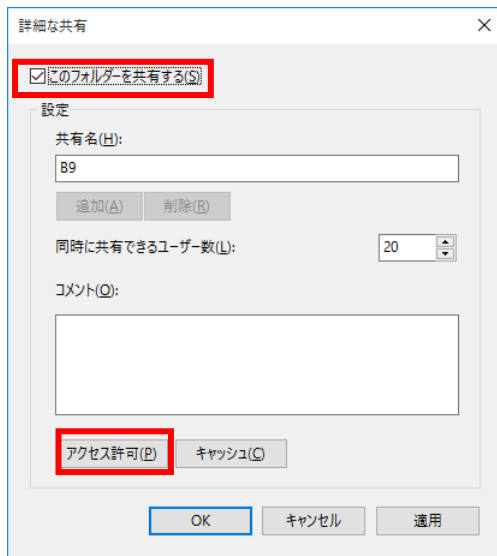 詳細な共有
このフォルダーを共有する(S)
設定
共有名(H):
B9
追加(A) 削除(R)
同時に共有できるユーザー数(L): 20
コメント(O):
アクセス許可(P) キャッシュ(C)
OK キャンセル 適用